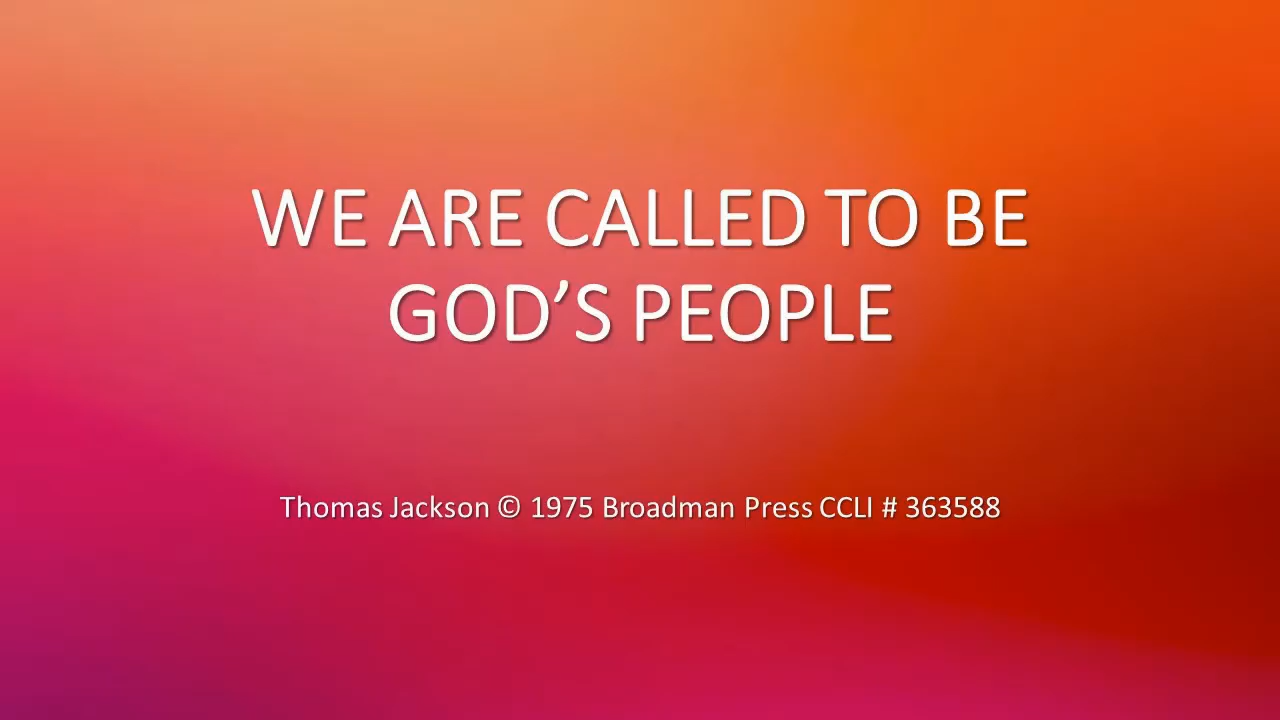 WE ARE CALLED TO BE
GOD’S PEOPLE
Thomas Jackson © 1975 Broadman Press CCLI # 363588